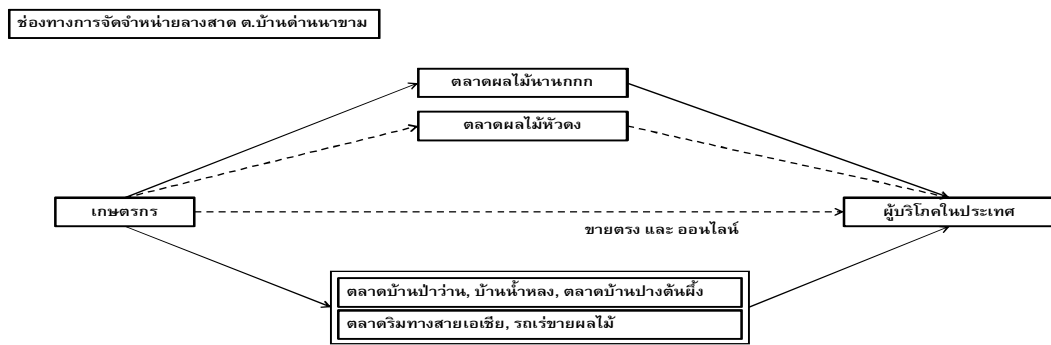 ช่องทางการจัดจำหน่ายลางสาด ต.บ้านด่านนาขาม
ตลาดผลไม้นานกกก
ตลาดผลไม้หัวดง
เกษตรกร
ผู้บริโภคในประเทศ
ขายตรง และ ออนไลน์
ตลาดบ้านป่าว่าน, บ้านน้ำหลง, ตลาดบ้านปางต้นผึ้ง
ตลาดริมทางสายเอเชีย, รถเร่ขายผลไม้